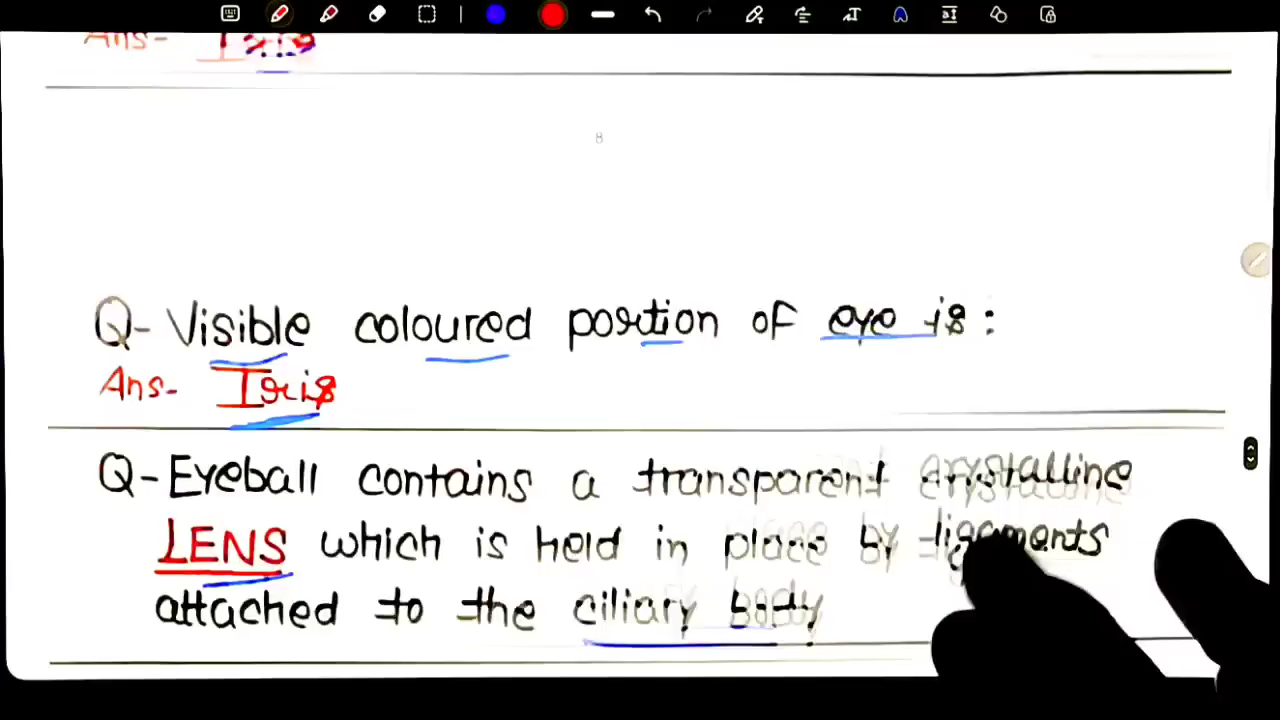 Ans- Iris
8
Q- Visible coloured portion of eye is:
Ans- Iris
Q- Eyeball contains a transparent crystalline
LENS which is held in place by ligaments
attached to the ciliary body